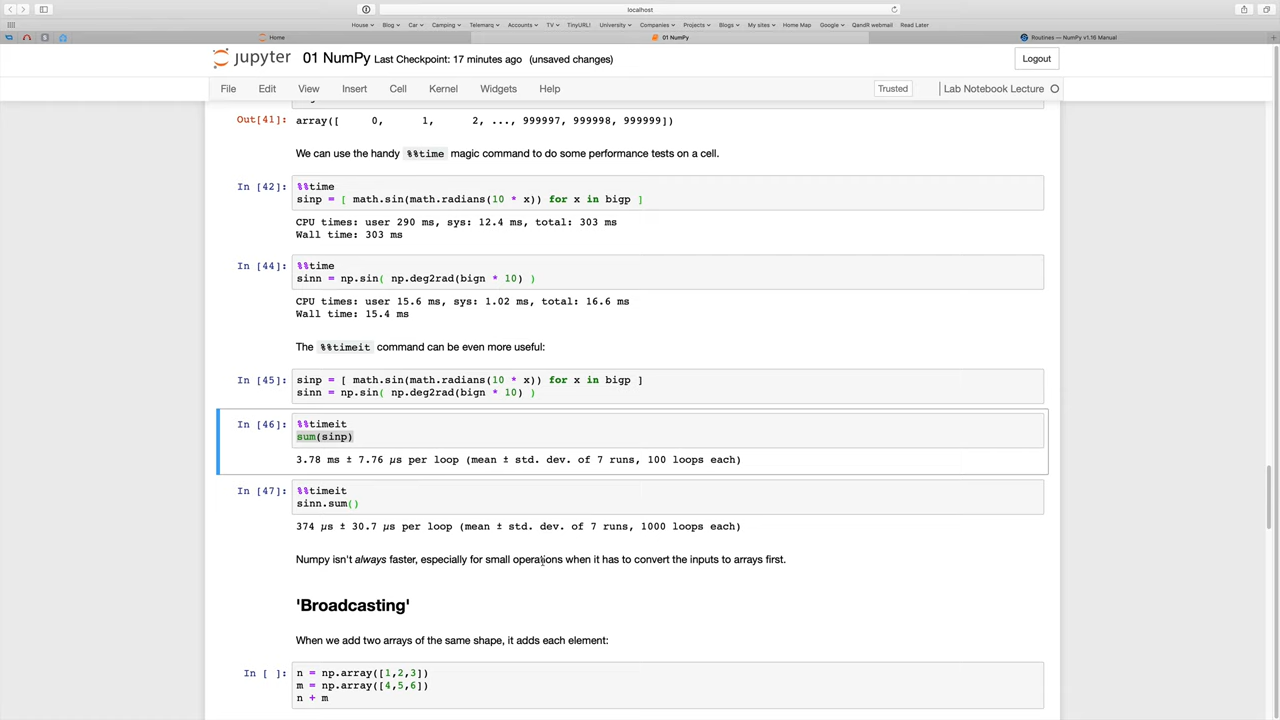 localhost
House Blog Car Camping Telemarq Accounts TV TinyURL! University Companies Projects Blogs My sites Home Map Google QandR webmail Read Later
Home
01 NumPy
Routines — NumPy v1.16 Manual
jupyter 01 NumPy Last Checkpoint: 17 minutes ago (unsaved changes)
Logout
File Edit View Insert Cell Kernel Widgets Help
Trusted
Lab Notebook Lecture
Out[41]: array([ 0, 1, 2, ..., 999997, 999998, 999999])
We can use the handy %%time magic command to do some performance tests on a cell.
In [42]: %%time
sinp = [ math.sin(math.radians(10 * x)) for x in bigp ]
CPU times: user 290 ms, sys: 12.4 ms, total: 303 ms
Wall time: 303 ms
In [44]: %%time
sinn = np.sin( np.deg2rad(bign * 10) )
CPU times: user 15.6 ms, sys: 1.02 ms, total: 16.6 ms
Wall time: 15.4 ms
The %%timeit command can be even more useful:
In [45]: sinp = [ math.sin(math.radians(10 * x)) for x in bigp ]
sinn = np.sin( np.deg2rad(bign * 10) )
In [46]: %%timeit
sum(sinp)
3.78 ms ± 7.76 µs per loop (mean ± std. dev. of 7 runs, 100 loops each)
In [47]: %%timeit
sinn.sum()
374 µs ± 30.7 µs per loop (mean ± std. dev. of 7 runs, 1000 loops each)
Numpy isn't always faster, especially for small operations when it has to convert the inputs to arrays first.
'Broadcasting'
When we add two arrays of the same shape, it adds each element:
In [ ]: n = np.array([1,2,3])
m = np.array([4,5,6])
n + m